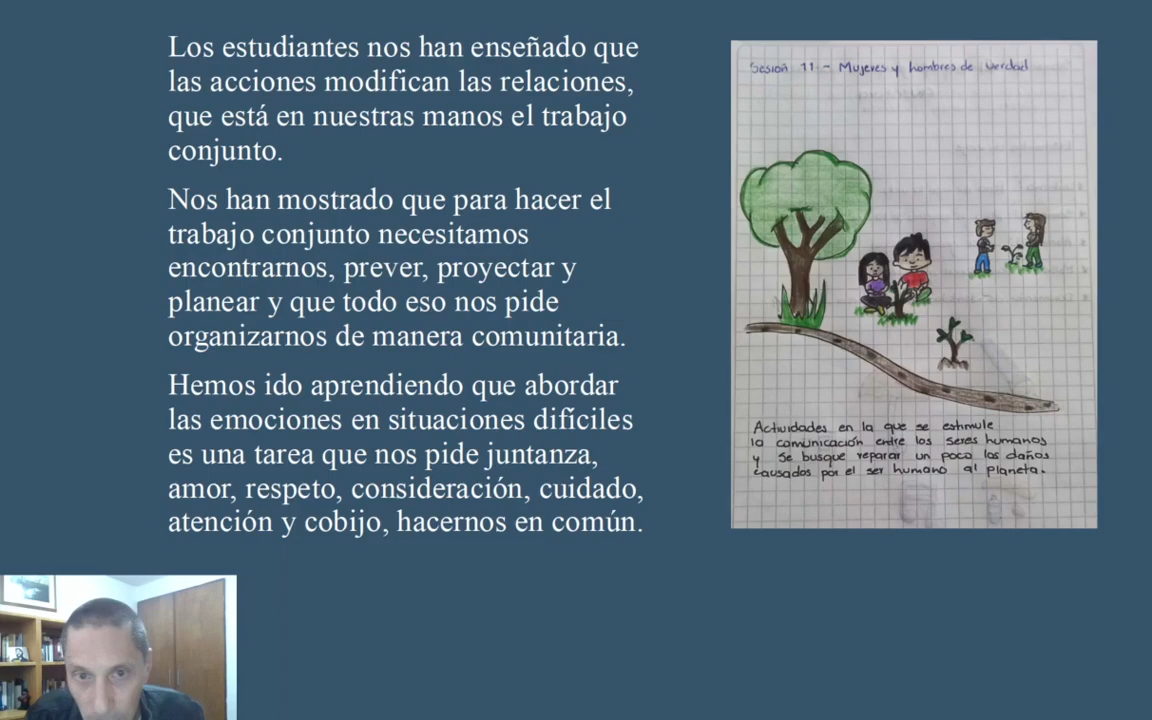 Los estudiantes nos han enseñado que
las acciones modifican las relaciones,
que está en nuestras manos el trabajo
conjunto.
Nos han mostrado que para hacer el
trabajo conjunto necesitamos
encontrarnos, prever, proyectar y
planear y que todo eso nos pide
organizarnos de manera comunitaria.
Hemos ido aprendiendo que abordar
las emociones en situaciones difíciles
es una tarea que nos pide juntanza,
amor, respeto, consideración, cuidado,
atención y cobijo, hacernos en común.
Sesión 11 - Mujeres y hombres de verdad
Actividades en la que se estimule
la comunicación entre los seres humanos
y se busque reparar un poco los daños
causados por el ser humano al planeta.